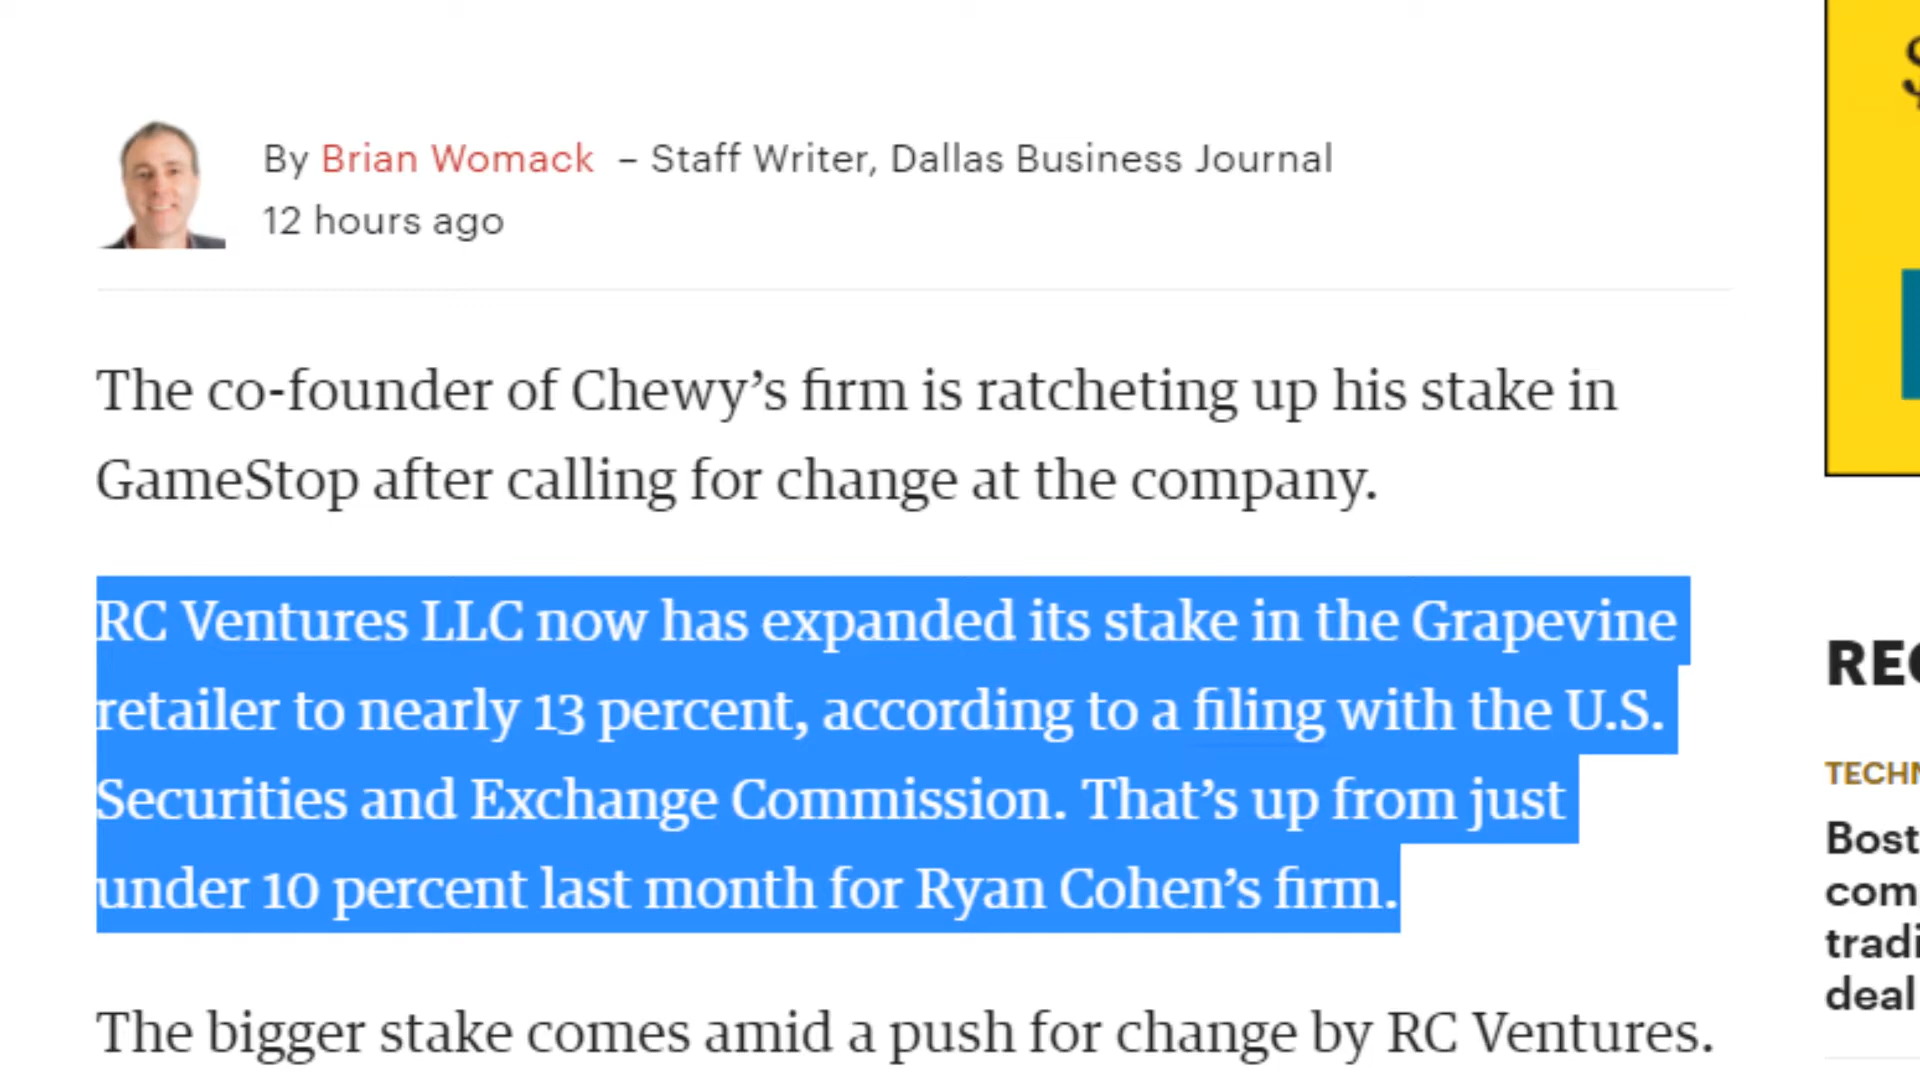 By Brian Womack – Staff Writer, Dallas Business Journal
12 hours ago
The co-founder of Chewy’s firm is ratcheting up his stake in
GameStop after calling for change at the company.
RC Ventures LLC now has expanded its stake in the Grapevine
retailer to nearly 13 percent, according to a filing with the U.S.
Securities and Exchange Commission. That’s up from just
under 10 percent last month for Ryan Cohen’s firm.
The bigger stake comes amid a push for change by RC Ventures.
$
REC
TECHN
Bost
com
tradi
deal